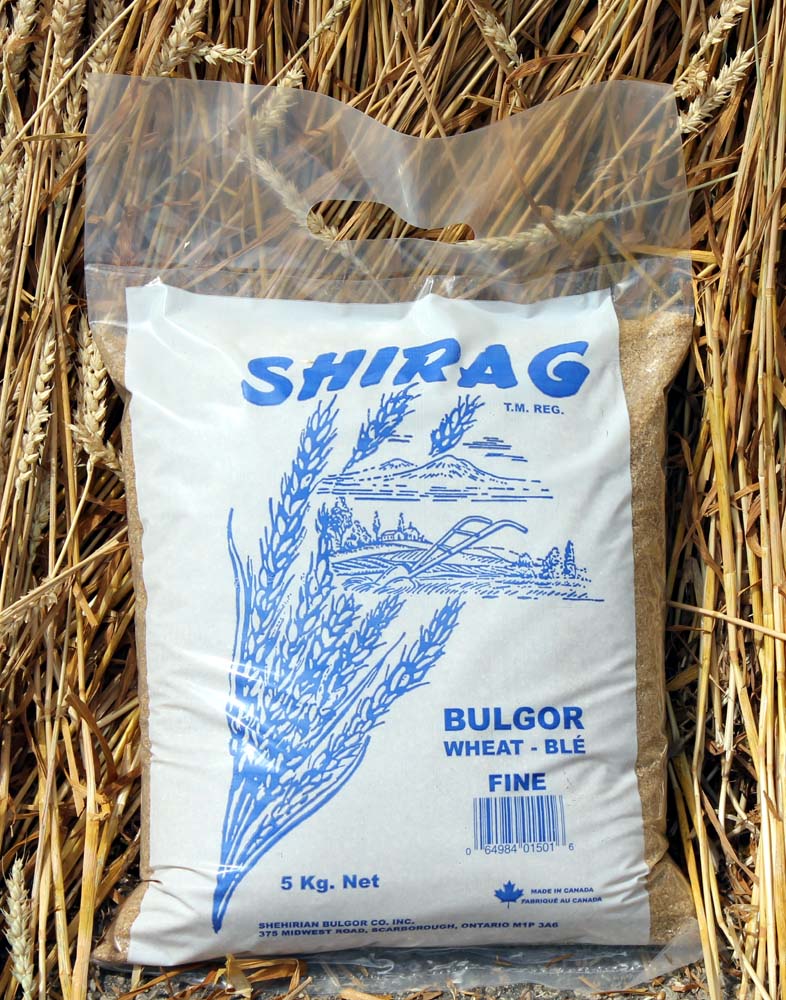 SHIRAG
T.M. REG.
BULGOR
WHEAT - BLÉ
FINE
0 64984 01501 6
5 Kg. Net
MADE IN CANADA
FABRIQUÉ AU CANADA
SHEHIRIAN BULGOR CO. INC.
375 MIDWEST ROAD, SCARBOROUGH, ONTARIO M1P 3A6